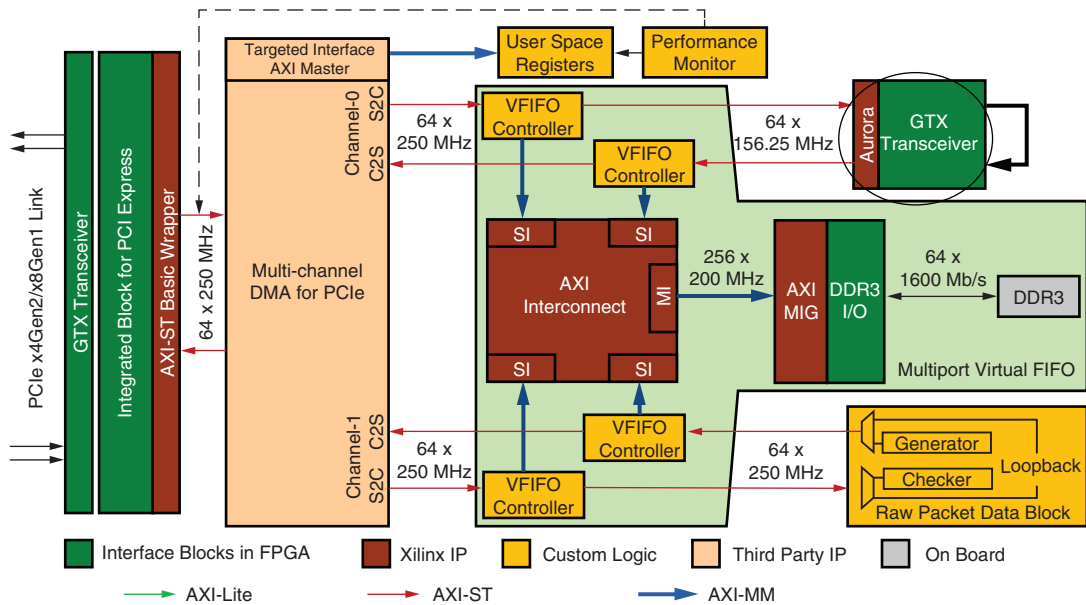 PCIe x4Gen2/x8Gen1 Link
GTX Transceiver
Integrated Block for PCI Express
AXI-ST Basic Wrapper
64 x 250 MHz
Targeted Interface
AXI Master
Multi-channel
DMA for PCIe
Channel-0
S2C
C2S
Channel-1
C2S
S2C
User Space
Registers
Performance
Monitor
64 x
250 MHz
VFIFO
Controller
VFIFO
Controller
64 x
156.25 MHz
Aurora
GTX
Transceiver
SI
SI
AXI
Interconnect
MI
SI
SI
256 x
200 MHz
AXI
MIG
DDR3
I/O
64 x
1600 Mb/s
DDR3
Multiport Virtual FIFO
VFIFO
Controller
64 x
250 MHz
VFIFO
Controller
64 x
250 MHz
Generator
Loopback
Checker
Raw Packet Data Block
Interface Blocks in FPGA
Xilinx IP
Custom Logic
Third Party IP
On Board
AXI-Lite
AXI-ST
AXI-MM